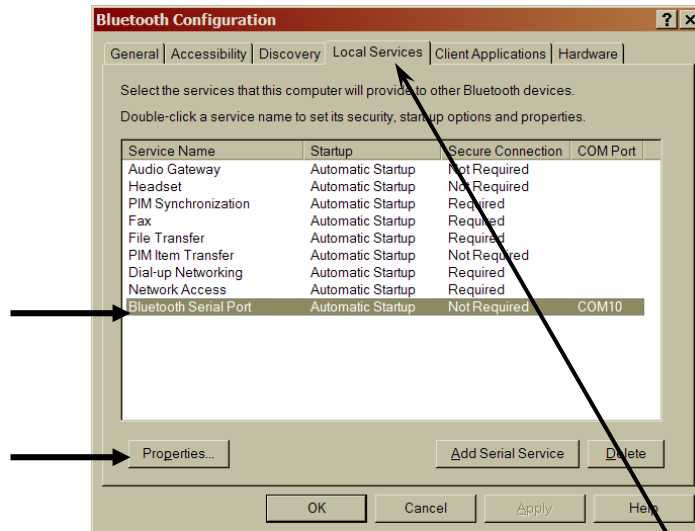 Bluetooth Configuration
General Accessibility Discovery Local Services Client Applications Hardware
Select the services that this computer will provide to other Bluetooth devices.
Double-click a service name to set its security, startup options and properties.
Service Name Startup Secure Connection COM Port
Audio Gateway Automatic Startup Not Required
Headset Automatic Startup Not Required
PIM Synchronization Automatic Startup Required
Fax Automatic Startup Required
File Transfer Automatic Startup Required
PIM Item Transfer Automatic Startup Not Required
Dial-up Networking Automatic Startup Required
Network Access Automatic Startup Required
Bluetooth Serial Port Automatic Startup Not Required COM10
Properties... Add Serial Service Delete
OK Cancel Apply Help